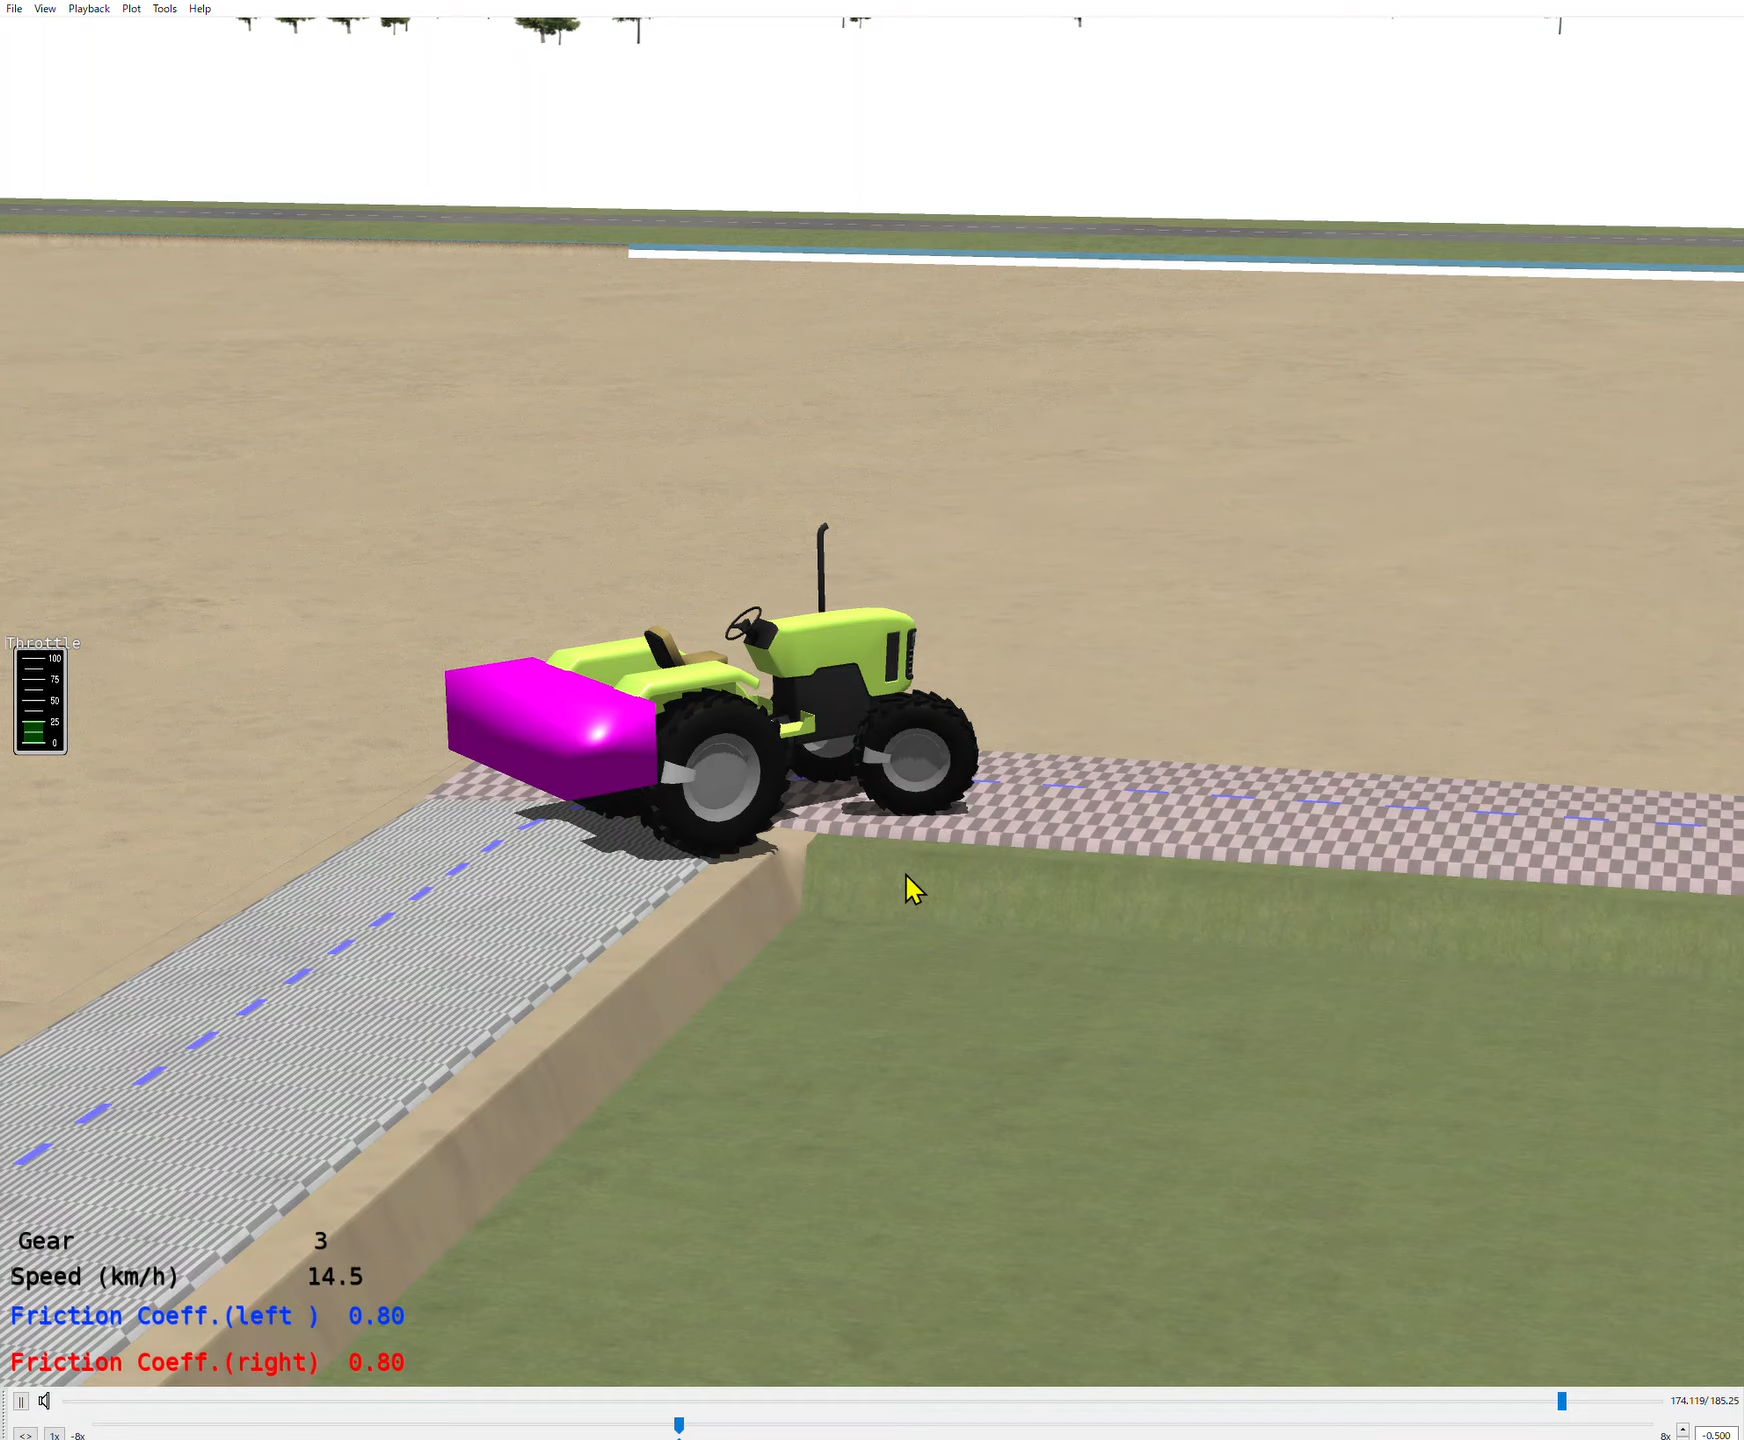 File View Playback Plot Tools Help
Throttle
100
75
50
25
0
Gear 3
Speed (km/h) 14.5
Friction Coeff.(left ) 0.80
Friction Coeff.(right) 0.80
174.119/185.25
<> 1x -8x 8x -0.500